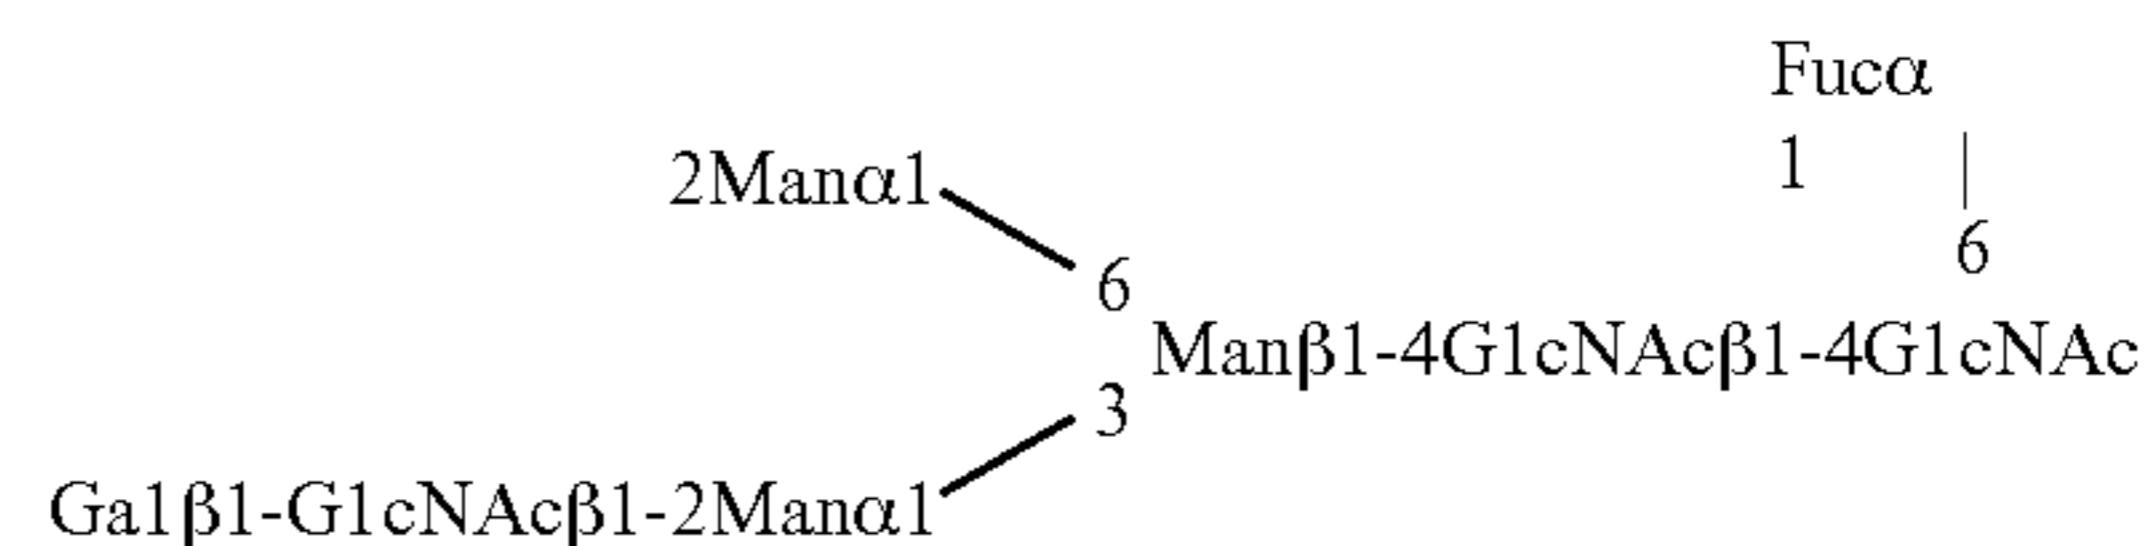 Fucα
1 |
2Manα1
6
6
Manβ1-4G1cNAcβ1-4G1cNAc
3
Ga1β1-G1cNAcβ1-2Manα1